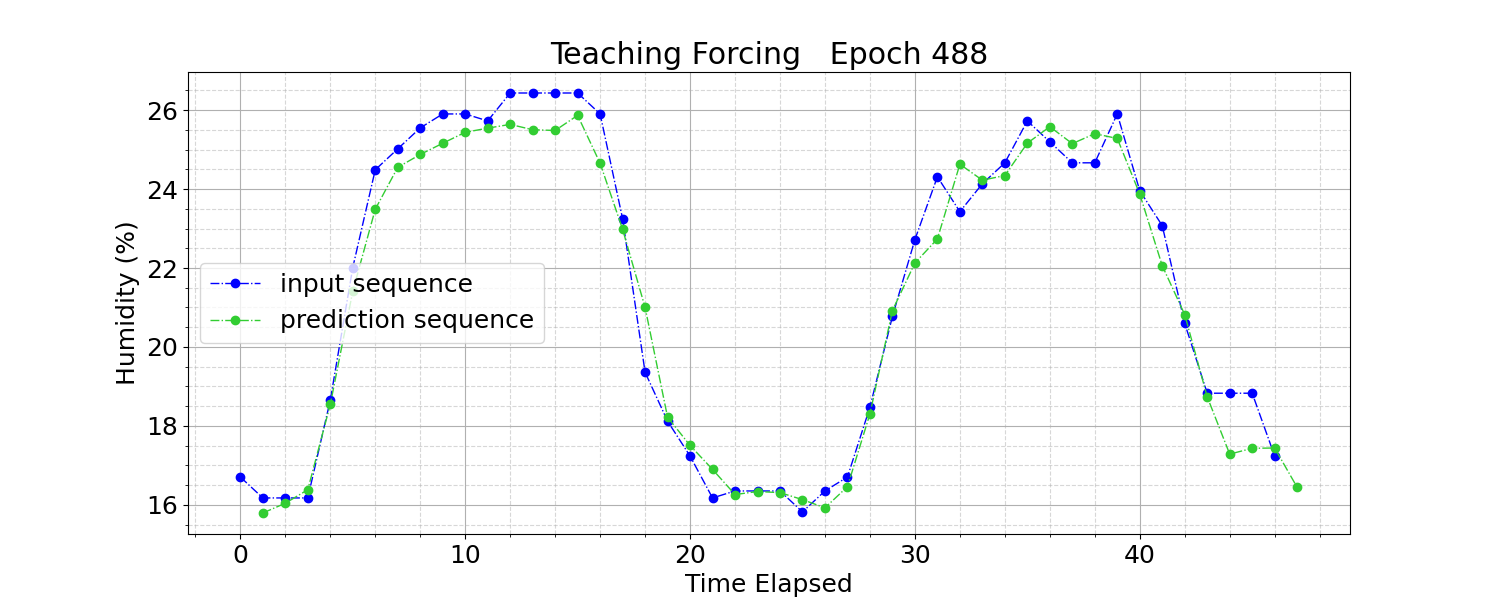 Teaching Forcing   Epoch 488
26
24
22
20
18
16
Humidity (%)
input sequence
prediction sequence
0 10 20 30 40
Time Elapsed